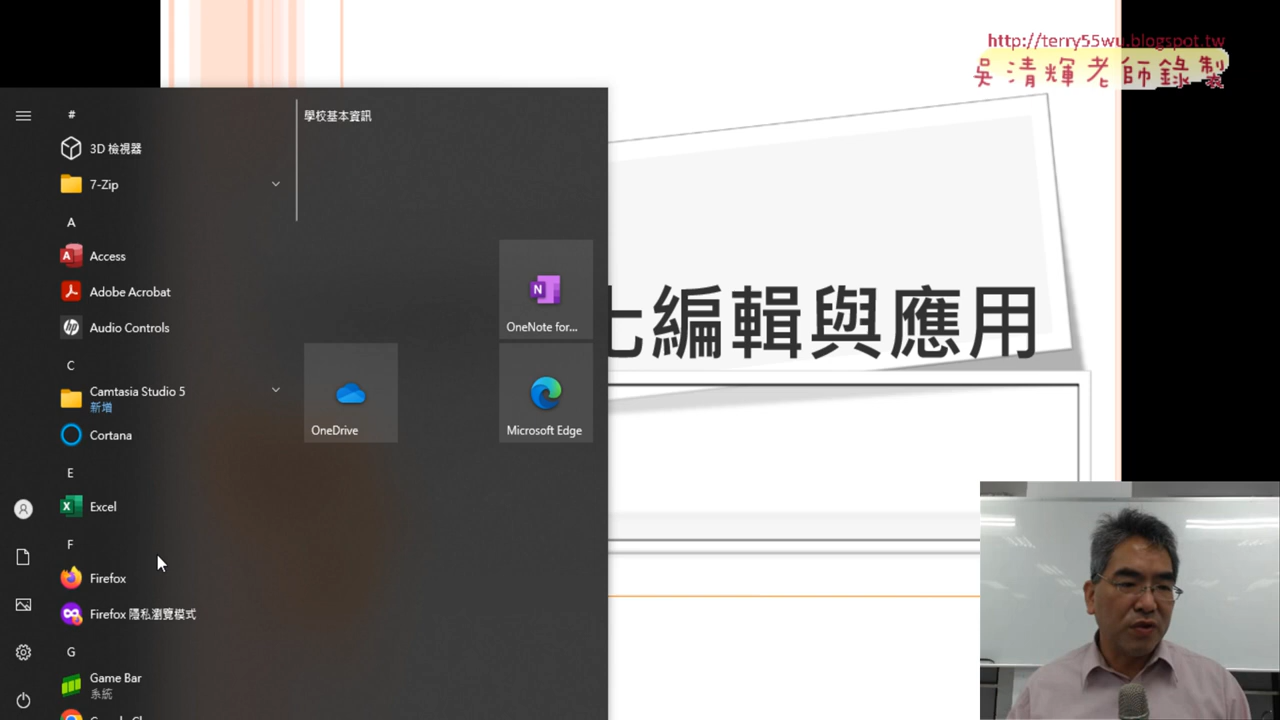 http://terry55wu.blogspot.tw
吳清輝老師錄製
#
學校基本資訊
3D 檢視器
7-Zip
A
Access
Adobe Acrobat
Audio Controls
C
Camtasia Studio 5
新增
Cortana
E
Excel
F
Firefox
Firefox 隱私瀏覽模式
G
Game Bar
系統
OneNote for...
OneDrive
Microsoft Edge
編輯與應用